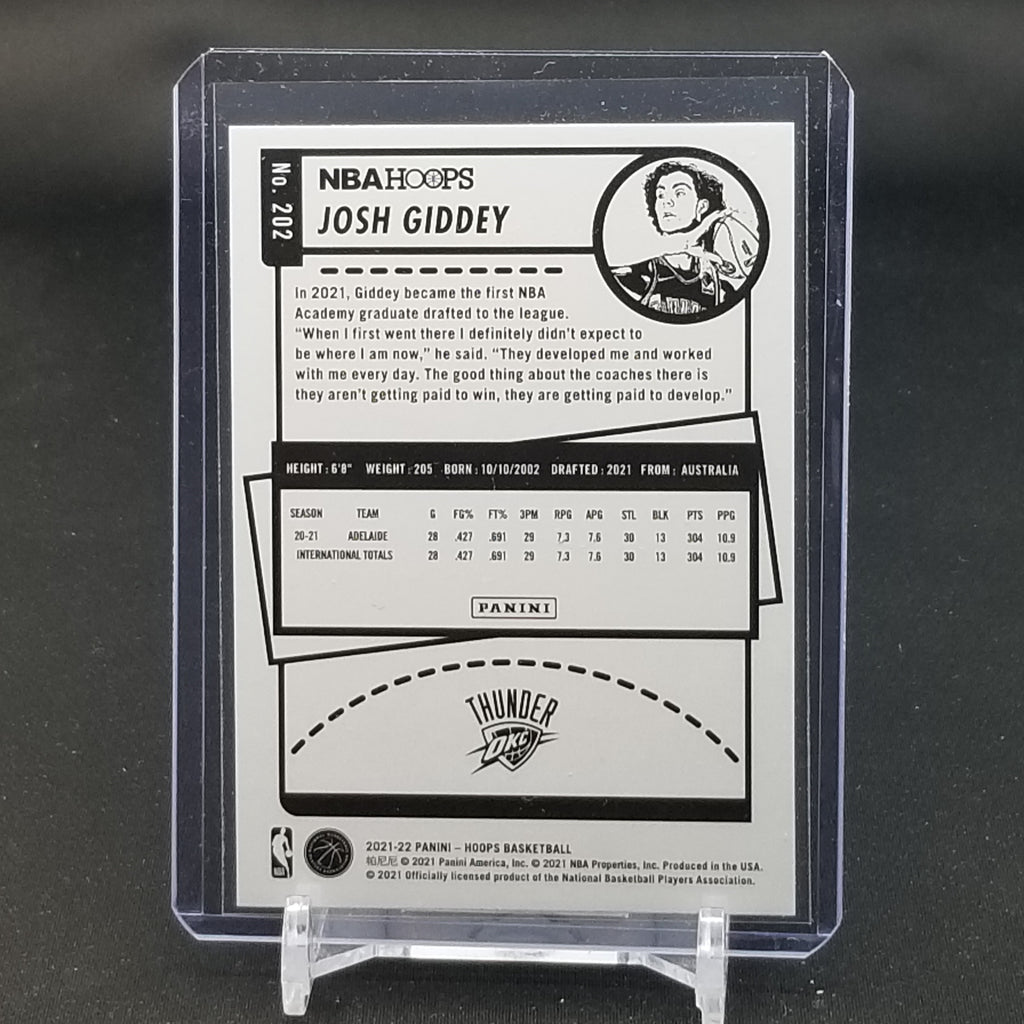 No. 202
NBA HOOPS
JOSH GIDDEY
In 2021, Giddey became the first NBA
Academy graduate drafted to the league.
“When I first went there I definitely didn't expect to
be where I am now,” he said. “They developed me and worked
with me every day. The good thing about the coaches there is
they aren't getting paid to win, they are getting paid to develop.”
HEIGHT: 6'8" WEIGHT: 205 BORN: 10/10/2002 DRAFTED: 2021 FROM: AUSTRALIA
SEASON TEAM G FG% FT% 3PM RPG APG STL BLK PTS PPG
20-21 ADELAIDE 28 .427 .691 29 7.3 7.6 30 13 304 10.9
INTERNATIONAL TOTALS 28 .427 .691 29 7.3 7.6 30 13 304 10.9
PANINI
THUNDER
OKC
2021-22 PANINI – HOOPS BASKETBALL
帕尼尼 © 2021 Panini America, Inc. © 2021 NBA Properties, Inc. Produced in the USA.
© 2021 Officially licensed product of the National Basketball Players Association.